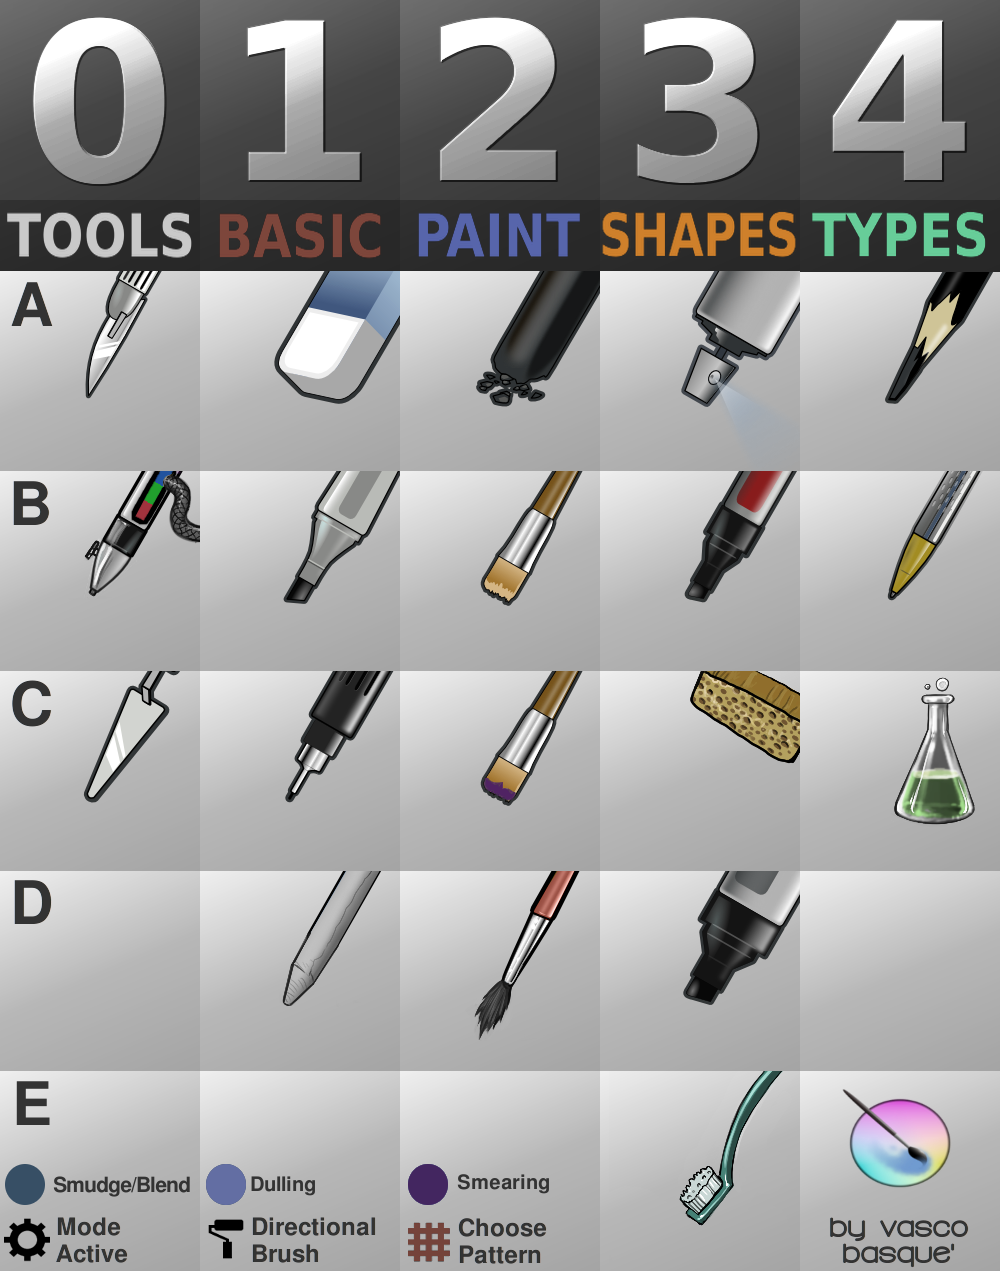 0 1 2 3 4
TOOLS BASIC PAINT SHAPES TYPES
A
B
C
D
E
Smudge/Blend Dulling Smearing
Mode
Active
Directional
Brush
Choose
Pattern
by vasco
basque'